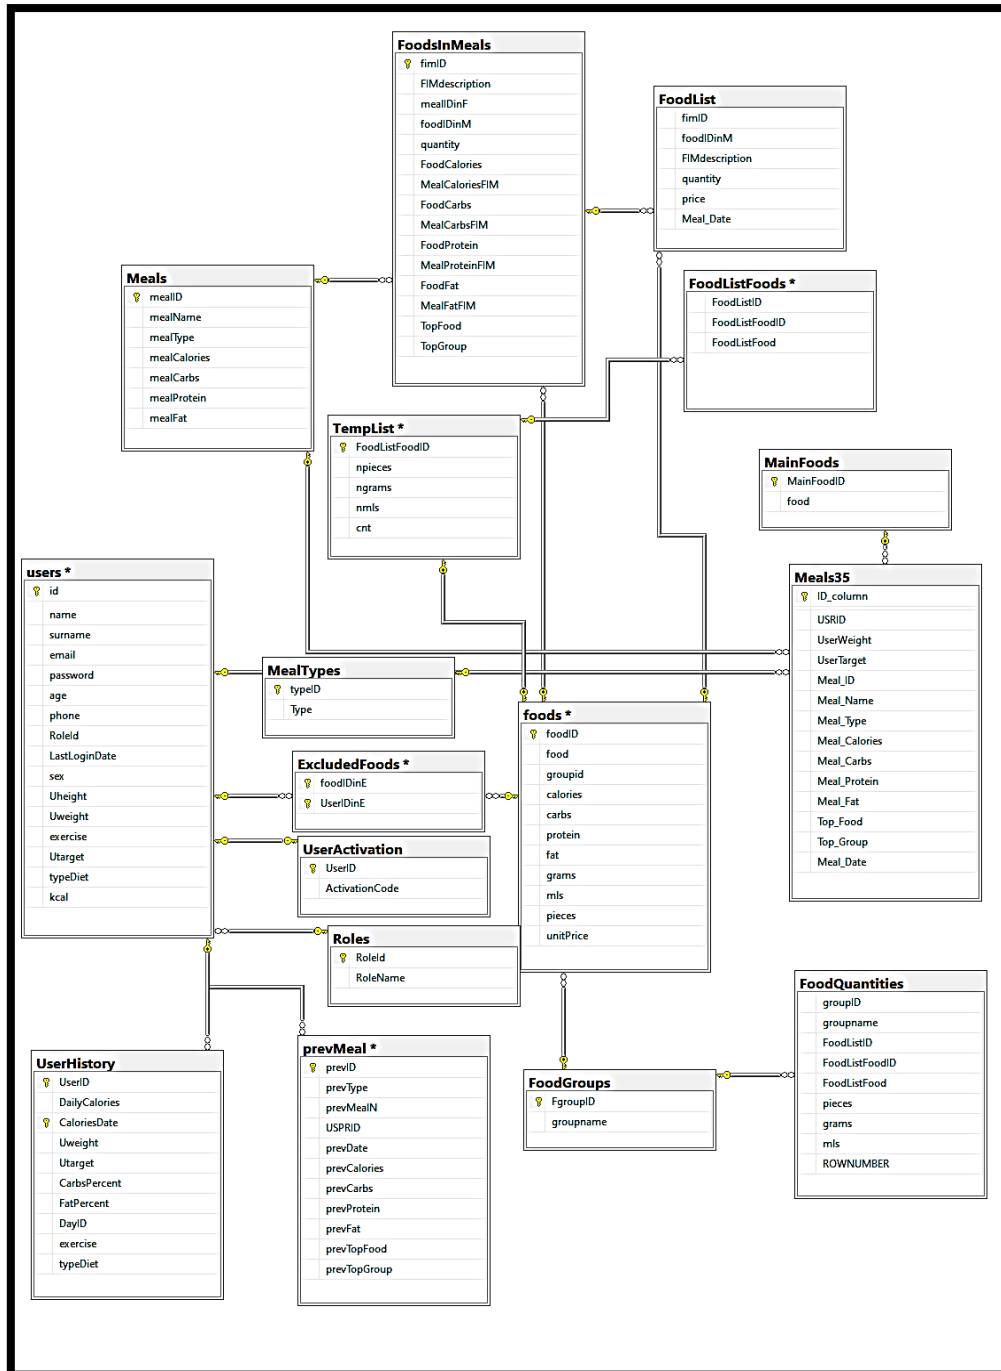 FoodsInMeals
fimID
FIMdescription
mealIDinF
foodIDinM
quantity
FoodCalories
MealCaloriesFIM
FoodCarbs
MealCarbsFIM
FoodProtein
MealProteinFIM
FoodFat
MealFatFIM
TopFood
TopGroup
FoodList
fimID
foodIDinM
FIMdescription
quantity
price
Meal_Date
Meals
mealID
mealName
mealType
mealCalories
mealCarbs
mealProtein
mealFat
FoodListFoods *
FoodListID
FoodListFoodID
FoodListFood
TempList *
FoodListFoodID
npieces
ngrams
nmls
cnt
MainFoods
MainFoodID
food
users *
id
name
surname
email
password
age
phone
RoleId
LastLoginDate
sex
Uheight
Uweight
exercise
Utarget
typeDiet
kcal
Meals35
ID_column
USRID
UserWeight
UserTarget
Meal_ID
Meal_Name
Meal_Type
Meal_Calories
Meal_Carbs
Meal_Protein
Meal_Fat
Top_Food
Top_Group
Meal_Date
MealTypes
typeID
Type
foods *
foodID
food
groupid
calories
carbs
protein
fat
grams
mls
pieces
unitPrice
ExcludedFoods *
foodIDinE
UserIDinE
UserActivation
UserID
ActivationCode
Roles
RoleId
RoleName
FoodQuantities
groupID
groupname
FoodListID
FoodListFoodID
FoodListFood
pieces
grams
mls
ROWNUMBER
UserHistory
UserID
DailyCalories
CaloriesDate
Uweight
Utarget
CarbsPercent
FatPercent
DayID
exercise
typeDiet
prevMeal *
prevID
prevType
prevMealN
USPRID
prevDate
prevCalories
prevCarbs
prevProtein
prevFat
prevTopFood
prevTopGroup
FoodGroups
FgroupID
groupname